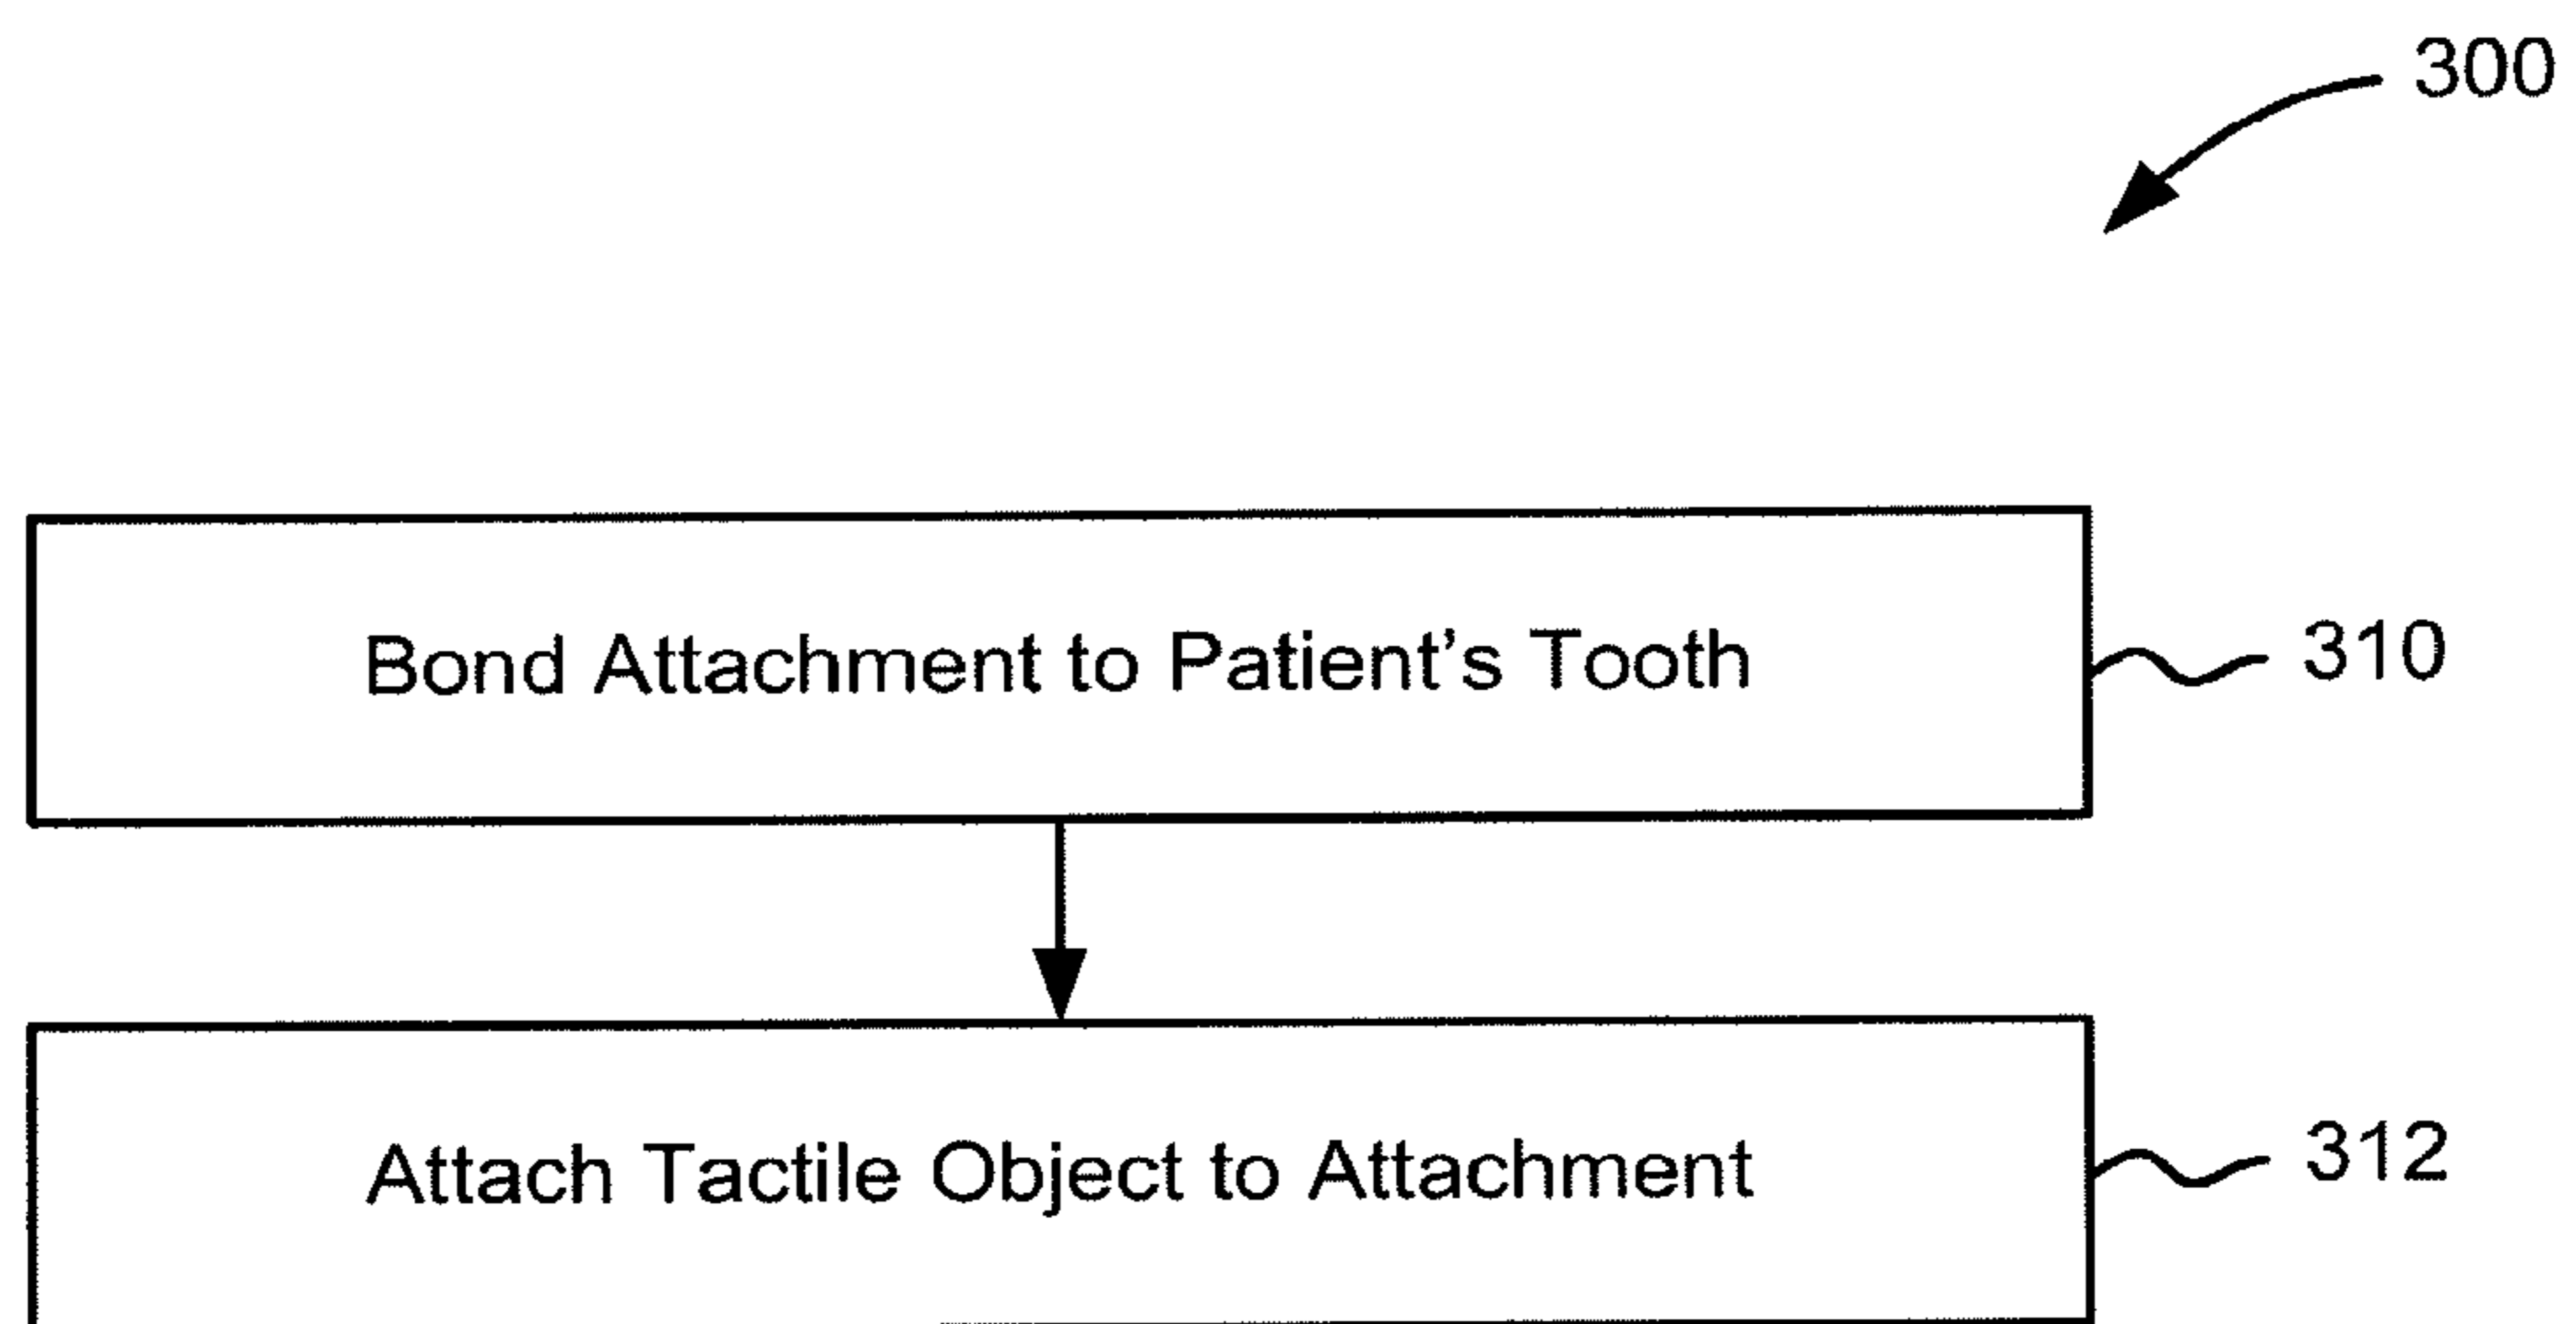 300
Bond Attachment to Patient’s Tooth
310
Attach Tactile Object to Attachment
312